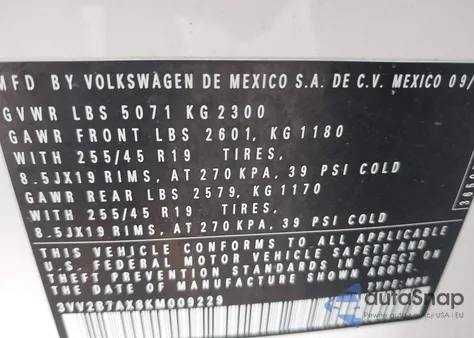 MFD BY VOLKSWAGEN DE MEXICO S.A. DE C.V. MEXICO 09/
GVWR LBS 5071 KG 2300
GAWR FRONT LBS 2601, KG 1180
WITH 255/45 R19 TIRES,
8.5JX19 RIMS, AT 270 KPA, 39 PSI COLD
GAWR REAR LBS 2579, KG 1170
WITH 255/45 R19 TIRES,
8.5JX19 RIMS, AT 270 KPA, 39 PSI COLD
THIS VEHICLE CONFORMS TO ALL APPLICABLE
U.S. FEDERAL MOTOR VEHICLE SAFETY AND
THEFT PREVENTION STANDARDS IN EFFECT ON
THE DATE OF MANUFACTURE SHOWN ABOVE.
3VV2B7AX8KM009229
autoSnap